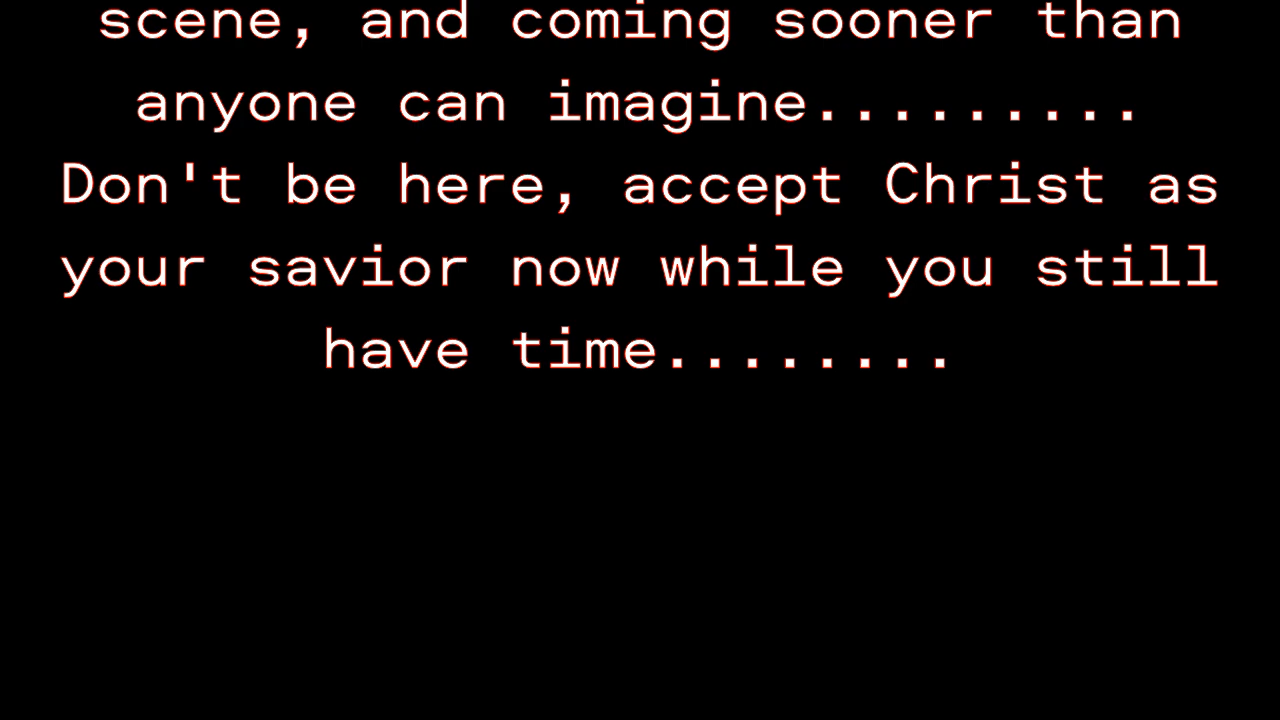 scene, and coming sooner than
anyone can imagine.........
Don't be here, accept Christ as
your savior now while you still
have time........